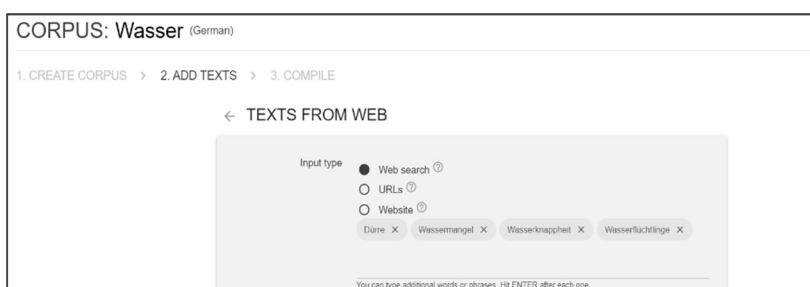 CORPUS: Wasser (German)
1. CREATE CORPUS > 2. ADD TEXTS > 3. COMPILE
← TEXTS FROM WEB
Input type
Web search ?
URLs ?
Website ?
Dürre X Wassermangel X Wasserknappheit X Wasserflüchtlinge X
You can type additional words or phrases. Hit ENTER after each one.